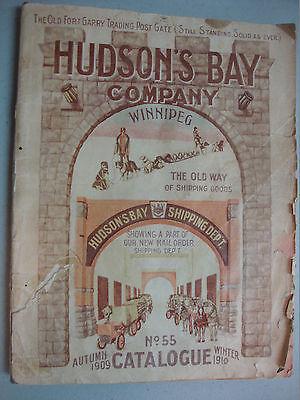 THE OLD FORT GARRY TRADING POST GATE (STILL STANDING SOLID AS EVER.)
HUDSON'S BAY
COMPANY
WINNIPEG
THE OLD WAY
OF SHIPPING GOODS
HUDSON'S BAY SHIPPING DEPT.
SHOWING A PART OF
OUR NEW MAIL ORDER
SHIPPING DEPT.
No 55
AUTUMN 1909 CATALOGUE WINTER 1910